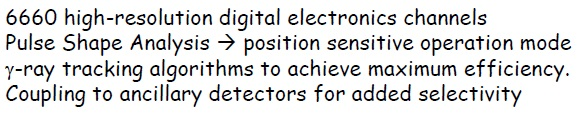 6660 high-resolution digital electronics channels
Pulse Shape Analysis → position sensitive operation mode
γ-ray tracking algorithms to achieve maximum efficiency.
Coupling to ancillary detectors for added selectivity